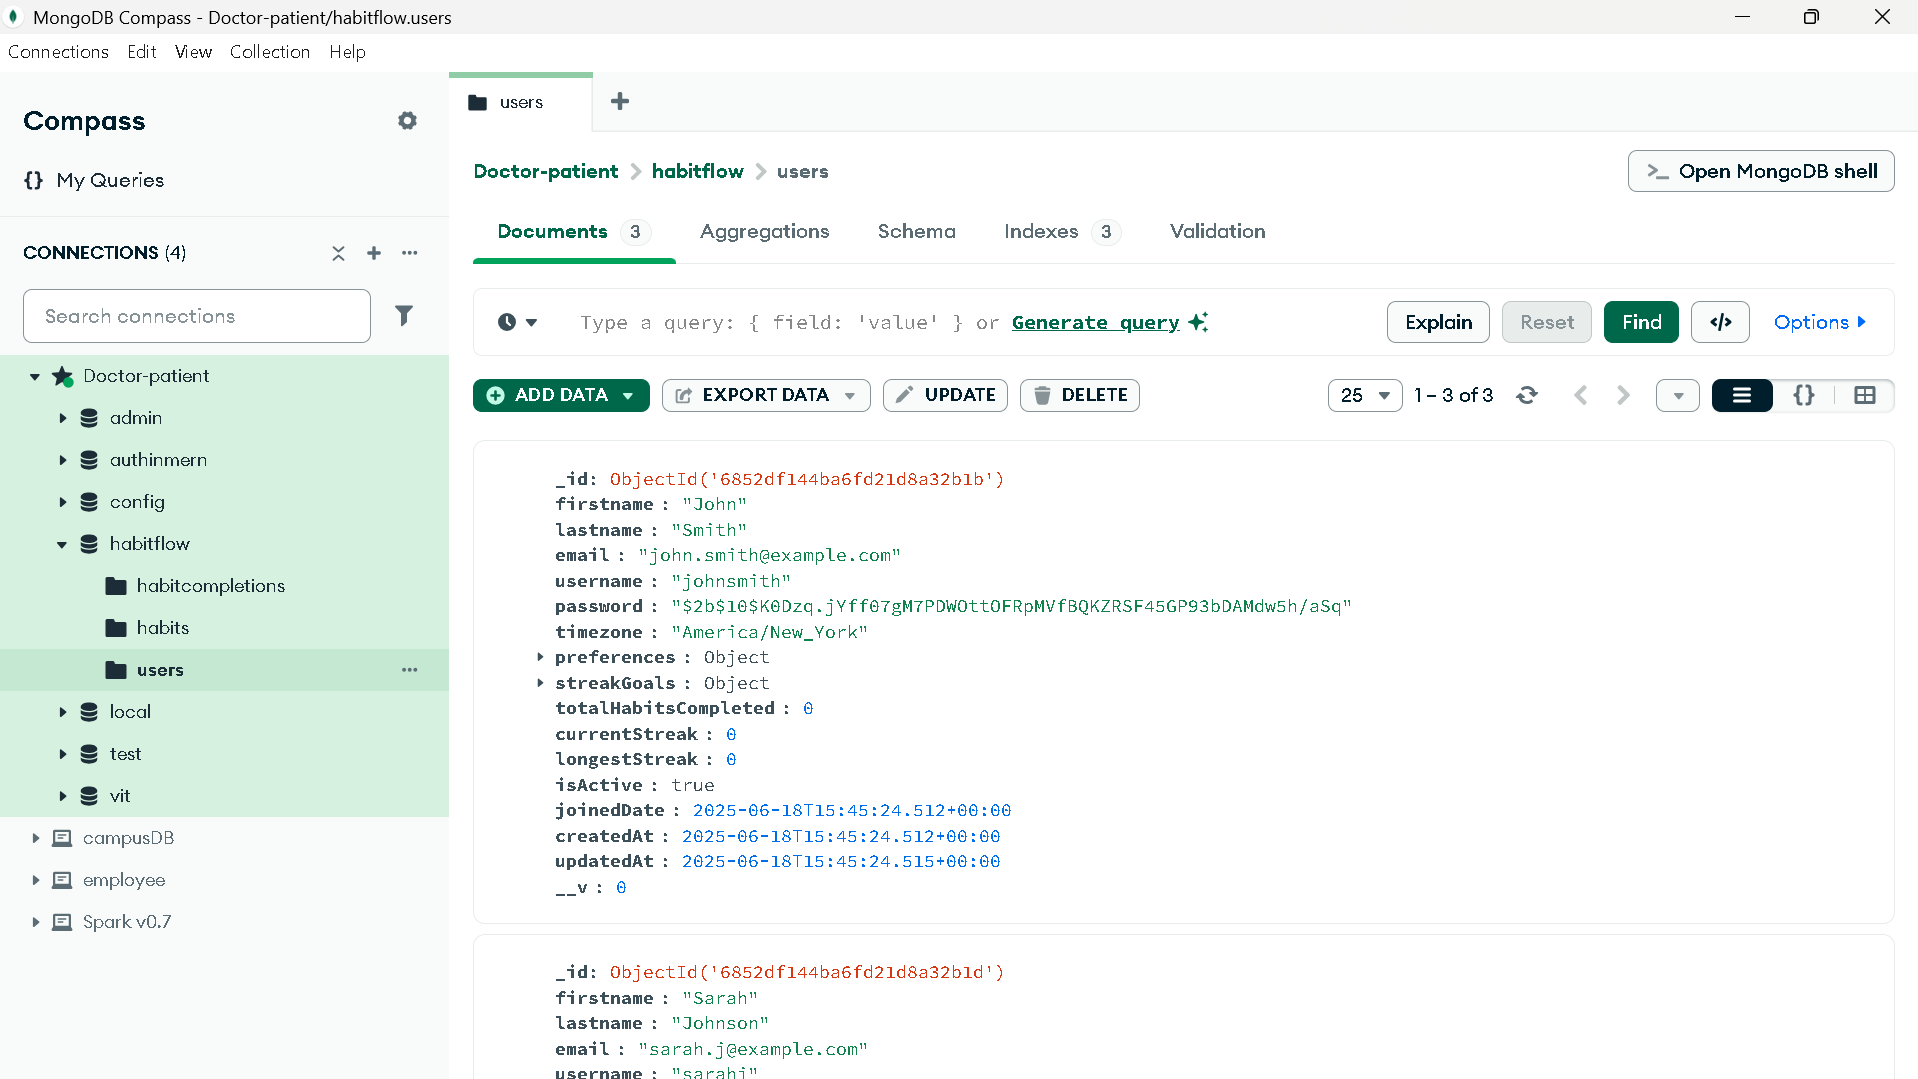 MongoDB Compass - Doctor-patient/habitflow.users
Connections Edit View Collection Help
Compass
{} My Queries
CONNECTIONS (4)
Search connections
Doctor-patient
admin
authinmern
config
habitflow
habitcompletions
habits
users
local
test
vit
campusDB
employee
Spark v0.7
users
Doctor-patient > habitflow > users
>_ Open MongoDB shell
Documents 3 Aggregations Schema Indexes 3 Validation
Type a query: { field: 'value' } or Generate query
Explain Reset Find </> Options
ADD DATA EXPORT DATA UPDATE DELETE 25 1 – 3 of 3 {}
_id: ObjectId('6852df144ba6fd21d8a32b1b')
firstname : "John"
lastname : "Smith"
email : "john.smith@example.com"
username : "johnsmith"
password : "$2b$10$K0Dzq.jYff07gM7PDWOttOFRpMVfBQKZRSF45GP93bDAMdw5h/aSq"
timezone : "America/New_York"
preferences : Object
streakGoals : Object
totalHabitsCompleted : 0
currentStreak : 0
longestStreak : 0
isActive : true
joinedDate : 2025-06-18T15:45:24.512+00:00
createdAt : 2025-06-18T15:45:24.512+00:00
updatedAt : 2025-06-18T15:45:24.515+00:00
__v : 0
_id: ObjectId('6852df144ba6fd21d8a32b1d')
firstname : "Sarah"
lastname : "Johnson"
email : "sarah.j@example.com"
username : "sarahj"